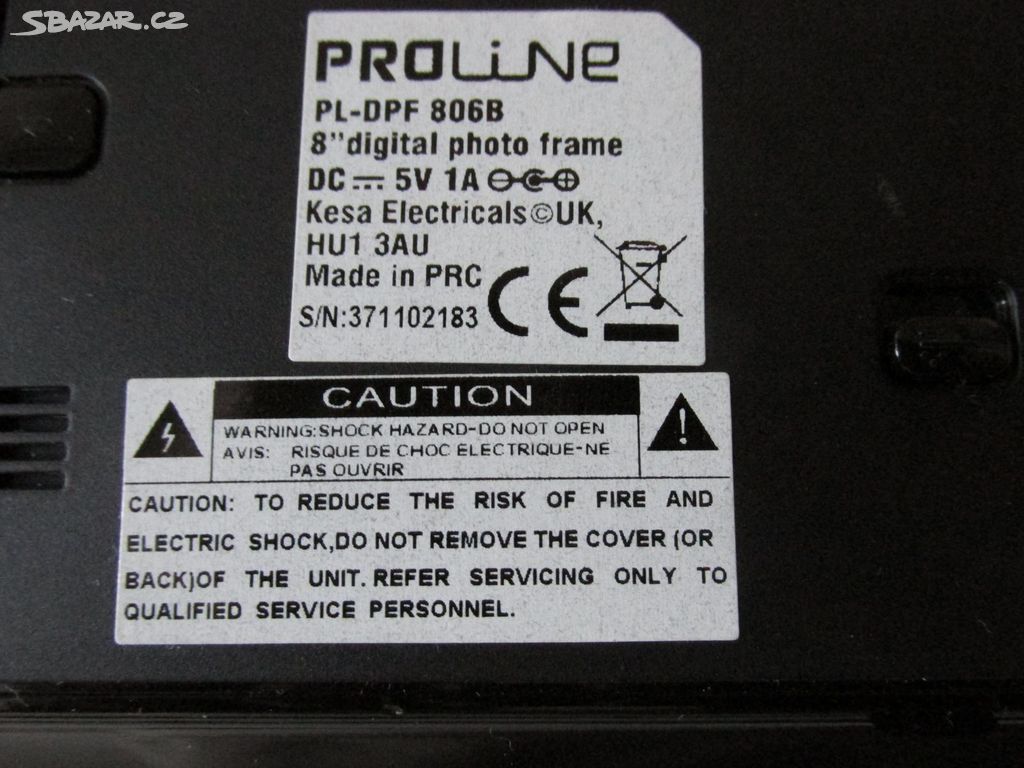 SBAZAR.CZ
PROLiNe
PL-DPF 806B
8"digital photo frame
DC 5V 1A
Kesa Electricals©UK,
HU1 3AU
Made in PRC
CE
S/N:371102183
CAUTION
WARNING:SHOCK HAZARD-DO NOT OPEN
AVIS: RISQUE DE CHOC ELECTRIQUE-NE
PAS OUVRIR
CAUTION: TO REDUCE THE RISK OF FIRE AND
ELECTRIC SHOCK,DO NOT REMOVE THE COVER (OR
BACK)OF THE UNIT. REFER SERVICING ONLY TO
QUALIFIED SERVICE PERSONNEL.